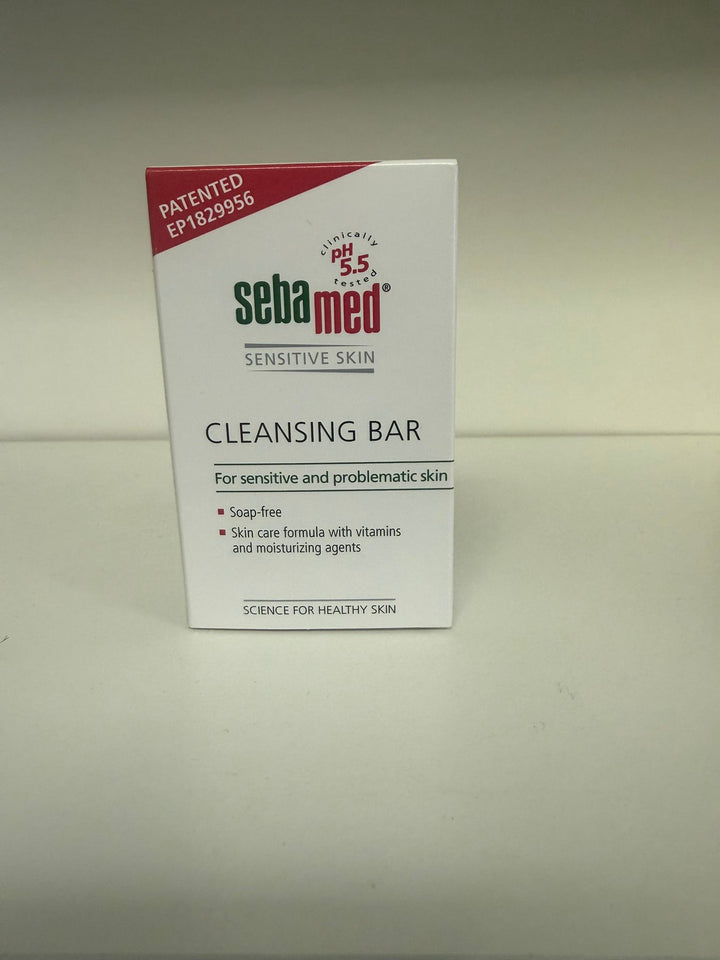 PATENTED
EP1829956
clinically
pH
5.5
tested
sebamed®
SENSITIVE SKIN
CLEANSING BAR
For sensitive and problematic skin
Soap-free
Skin care formula with vitamins
and moisturizing agents
SCIENCE FOR HEALTHY SKIN